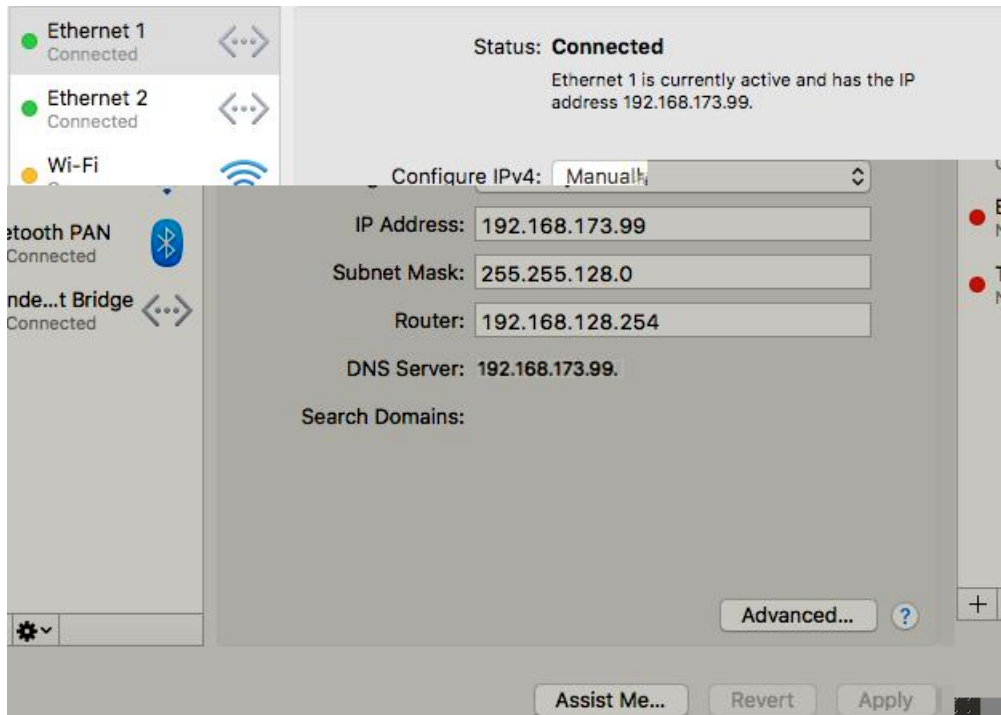 Ethernet 1
Connected
Ethernet 2
Connected
Wi-Fi
etooth PAN
Connected
nde...t Bridge
Connected
Status: Connected
Ethernet 1 is currently active and has the IP
address 192.168.173.99.
Configure IPv4:
IP Address: 192.168.173.99
Subnet Mask: 255.255.128.0
Router: 192.168.128.254
DNS Server: 192.168.173.99.
Search Domains:
Advanced... ?
+
Assist Me... Revert Apply